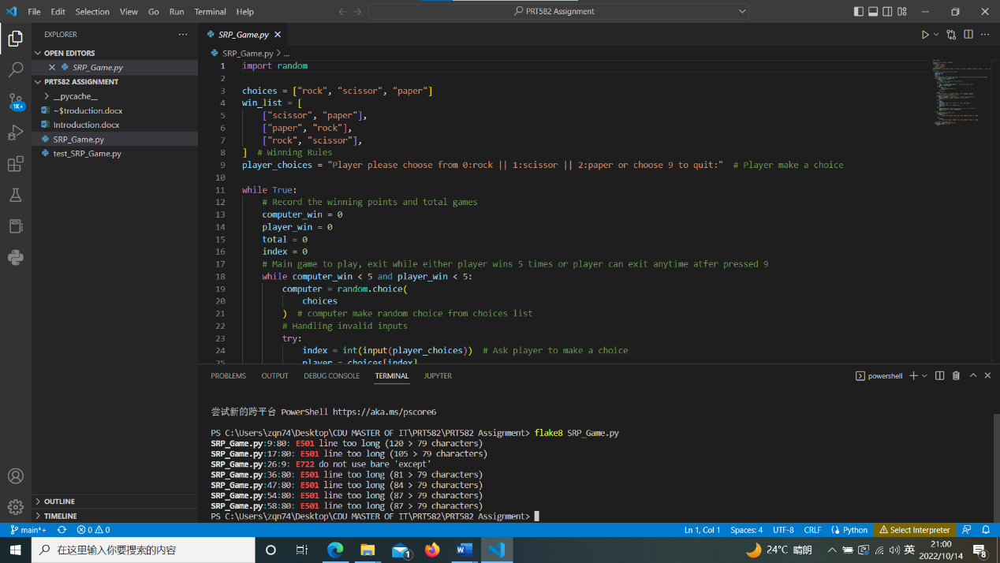 File Edit Selection View Go Run Terminal Help
PRT582 Assignment
EXPLORER
OPEN EDITORS
SRP_Game.py
PRT582 ASSIGNMENT
__pycache__
~$troduction.docx
Introduction.docx
SRP_Game.py
test_SRP_Game.py
OUTLINE
TIMELINE
1K+
SRP_Game.py
SRP_Game.py > ...
1 import random
2
3 choices = ["rock", "scissor", "paper"]
4 win_list = [
5 ["scissor", "paper"],
6 ["paper", "rock"],
7 ["rock", "scissor"],
8 ] # Winning Rules
9 player_choices = "Player please choose from 0:rock || 1:scissor || 2:paper or choose 9 to quit:" # Player make a choice
10
11 while True:
12 # Record the winning points and total games
13 computer_win = 0
14 player_win = 0
15 total = 0
16 index = 0
17 # Main game to play, exit while either player wins 5 times or player can exit anytime atfer pressed 9
18 while computer_win < 5 and player_win < 5:
19 computer = random.choice(
20 choices
21 ) # computer make random choice from choices list
22 # Handling invalid inputs
23 try:
24 index = int(input(player_choices)) # Ask player to make a choice
25 player = choices[index]
PROBLEMS OUTPUT DEBUG CONSOLE TERMINAL JUPYTER
powershell
尝试新的跨平台 PowerShell https://aka.ms/pscore6
PS C:\Users\zqn74\Desktop\CDU MASTER OF IT\PRT582\PRT582 Assignment> flake8 SRP_Game.py
SRP_Game.py:9:80: E501 line too long (120 > 79 characters)
SRP_Game.py:17:80: E501 line too long (105 > 79 characters)
SRP_Game.py:26:9: E722 do not use bare 'except'
SRP_Game.py:36:80: E501 line too long (81 > 79 characters)
SRP_Game.py:47:80: E501 line too long (84 > 79 characters)
SRP_Game.py:54:80: E501 line too long (87 > 79 characters)
SRP_Game.py:58:80: E501 line too long (87 > 79 characters)
PS C:\Users\zqn74\Desktop\CDU MASTER OF IT\PRT582\PRT582 Assignment>
main*+ 0 0 Ln 1, Col 1 Spaces: 4 UTF-8 CRLF Python Select Interpreter
在这里输入你要搜索的内容
1
24°C 晴朗
英
21:00
2022/10/14
8